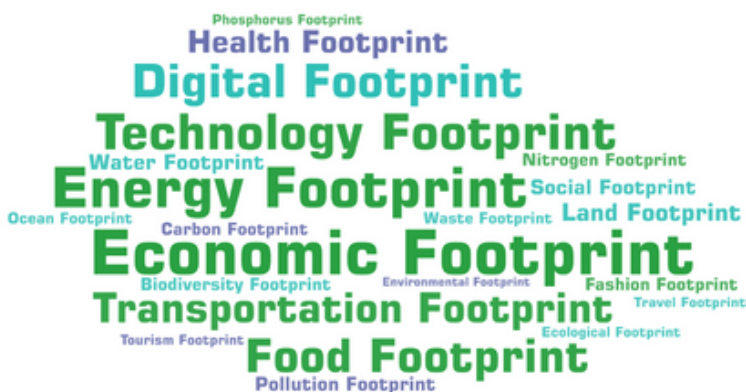 Phosphorus Footprint
Health Footprint
Digital Footprint
Technology Footprint
Water Footprint
Nitrogen Footprint
Energy Footprint
Social Footprint
Ocean Footprint
Carbon Footprint
Waste Footprint
Land Footprint
Economic Footprint
Biodiversity Footprint
Environmental Footprint
Fashion Footprint
Transportation Footprint
Travel Footprint
Tourism Footprint
Ecological Footprint
Food Footprint
Pollution Footprint